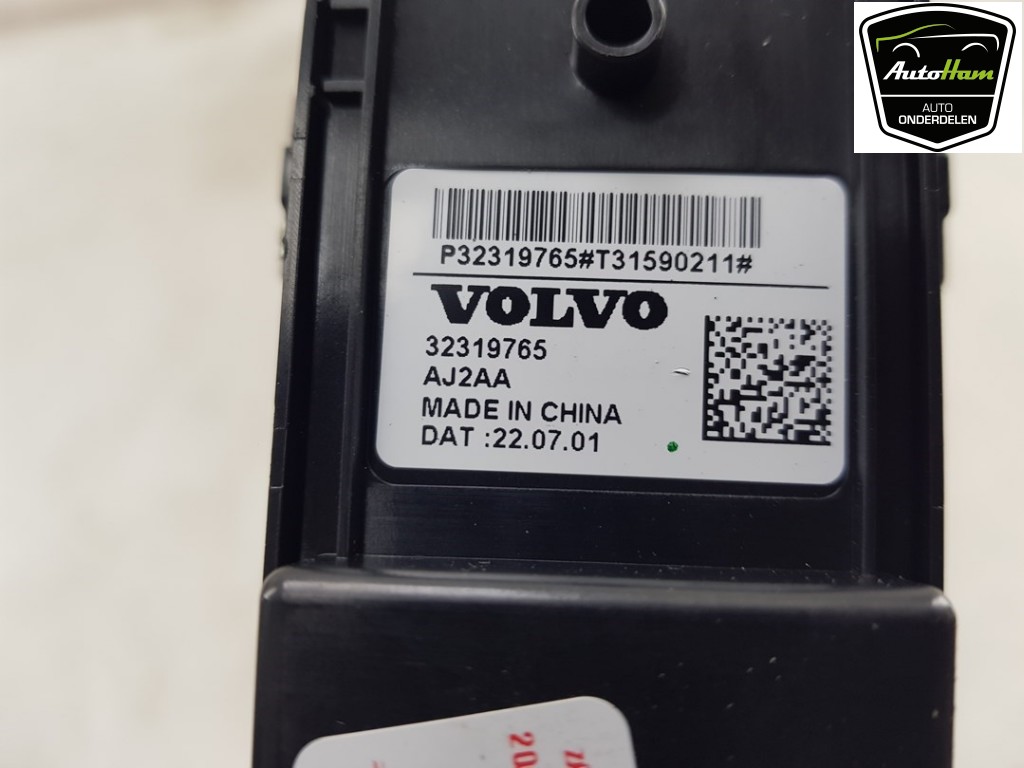 AutoHam
AUTO
ONDERDELEN
P32319765#T31590211#
VOLVO
32319765
AJ2AA
MADE IN CHINA
DAT :22.07.01